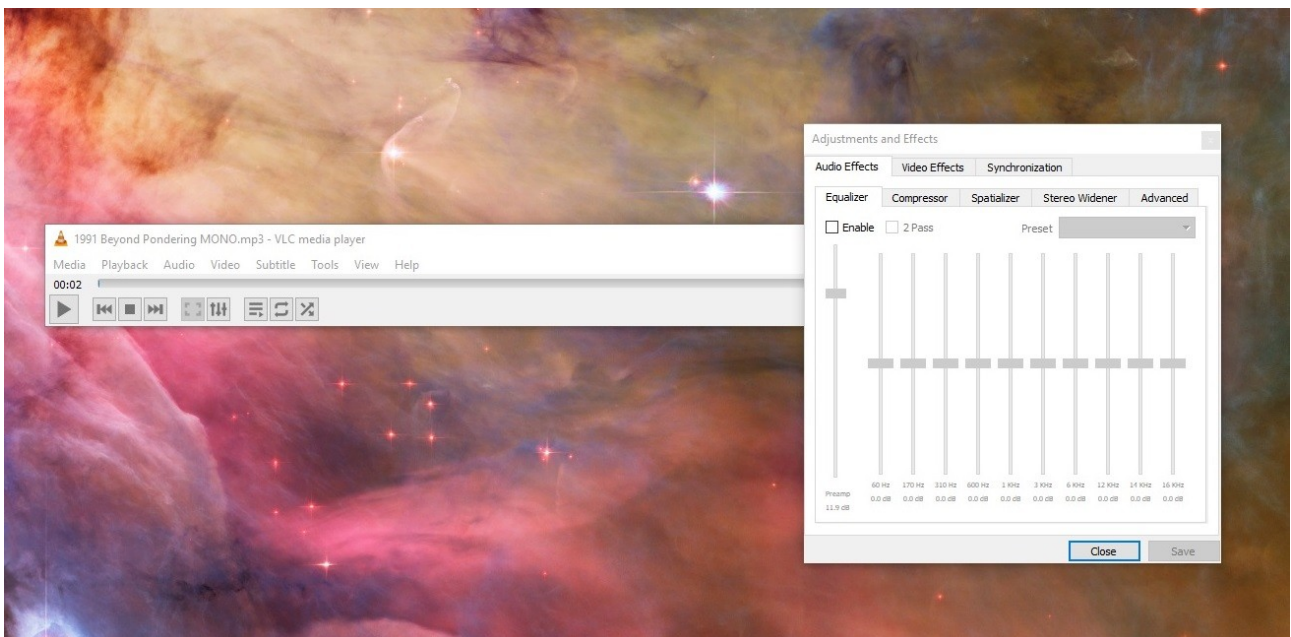 1991 Beyond Pondering MONO.mp3 - VLC media player
Media Playback Audio Video Subtitle Tools View Help
00:02
Adjustments and Effects
Audio Effects Video Effects Synchronization
Equalizer Compressor Spatializer Stereo Widener Advanced
Enable 2 Pass Preset
60 Hz 170 Hz 310 Hz 600 Hz 1 KHz 3 KHz 6 KHz 12 KHz 14 KHz 16 KHz
Preamp 0.0 dB 0.0 dB 0.0 dB 0.0 dB 0.0 dB 0.0 dB 0.0 dB 0.0 dB 0.0 dB 0.0 dB
11.9 dB
Close Save